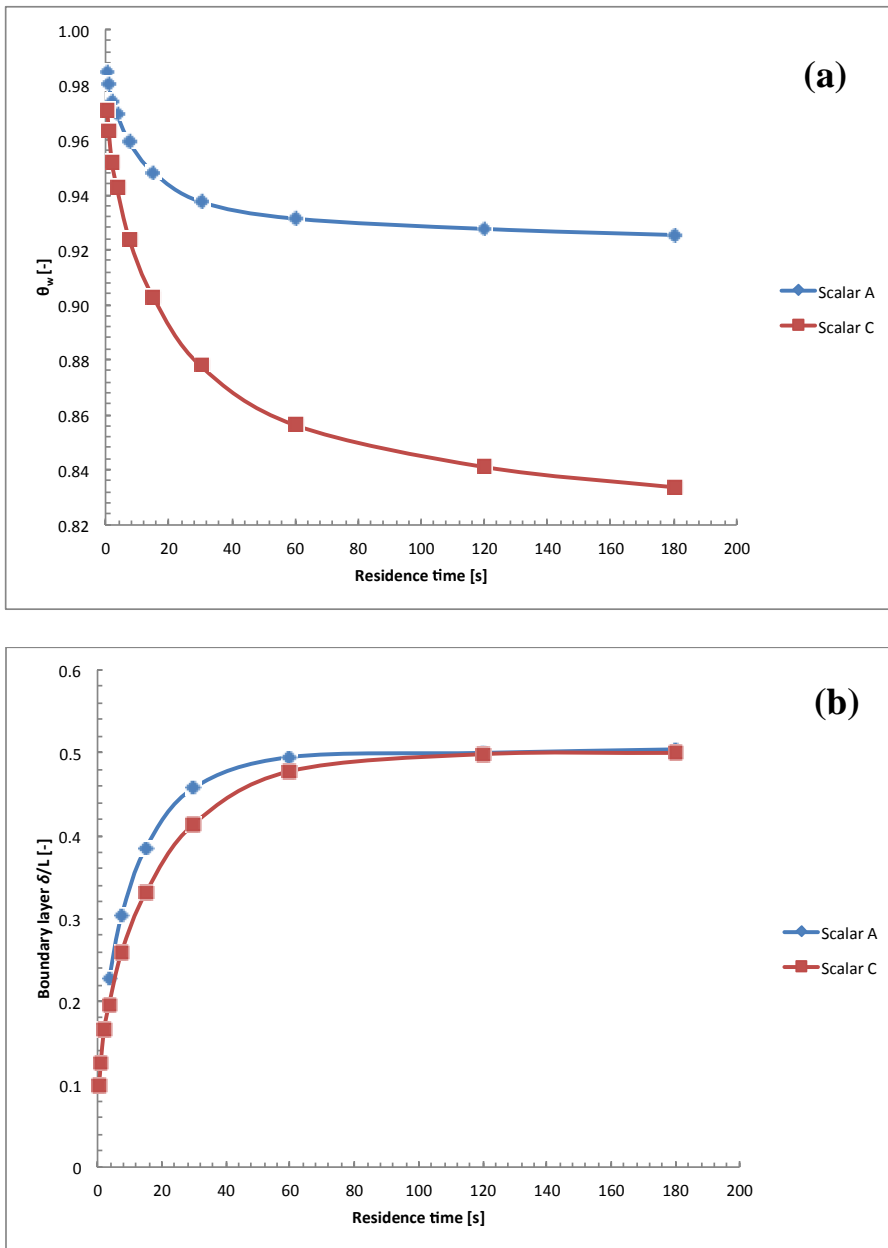 (a)
1.00
0.98
0.96
0.94
0.92
0.90
0.88
0.86
0.84
0.82
θw [-]
0 20 40 60 80 100 120 140 160 180 200
Residence time [s]
Scalar A
Scalar C
(b)
0.6
0.5
0.4
0.3
0.2
0.1
0
Boundary layer δ/L [-]
0 20 40 60 80 100 120 140 160 180 200
Residence time [s]
Scalar A
Scalar C